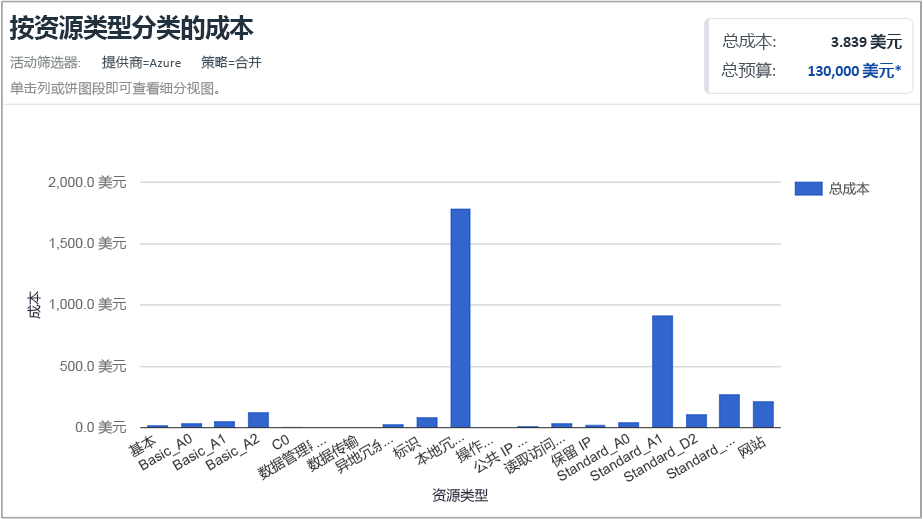 按资源类型分类的成本
活动筛选器: 提供商=Azure 策略=合并
单击列或饼图段即可查看细分视图。
总成本: 3.839 美元
总预算: 130,000 美元*
2,000.0 美元
1,500.0 美元
1,000.0 美元
500.0 美元
0.0 美元
成本
总成本
基本
Basic_A0
Basic_A1
Basic_A2
C0
数据管理...
数据传输
异地冗余...
标识
本地冗...
操作...
公共 IP ...
读取访问...
保留 IP
Standard_A0
Standard_A1
Standard_D2
Standard_...
网站
资源类型